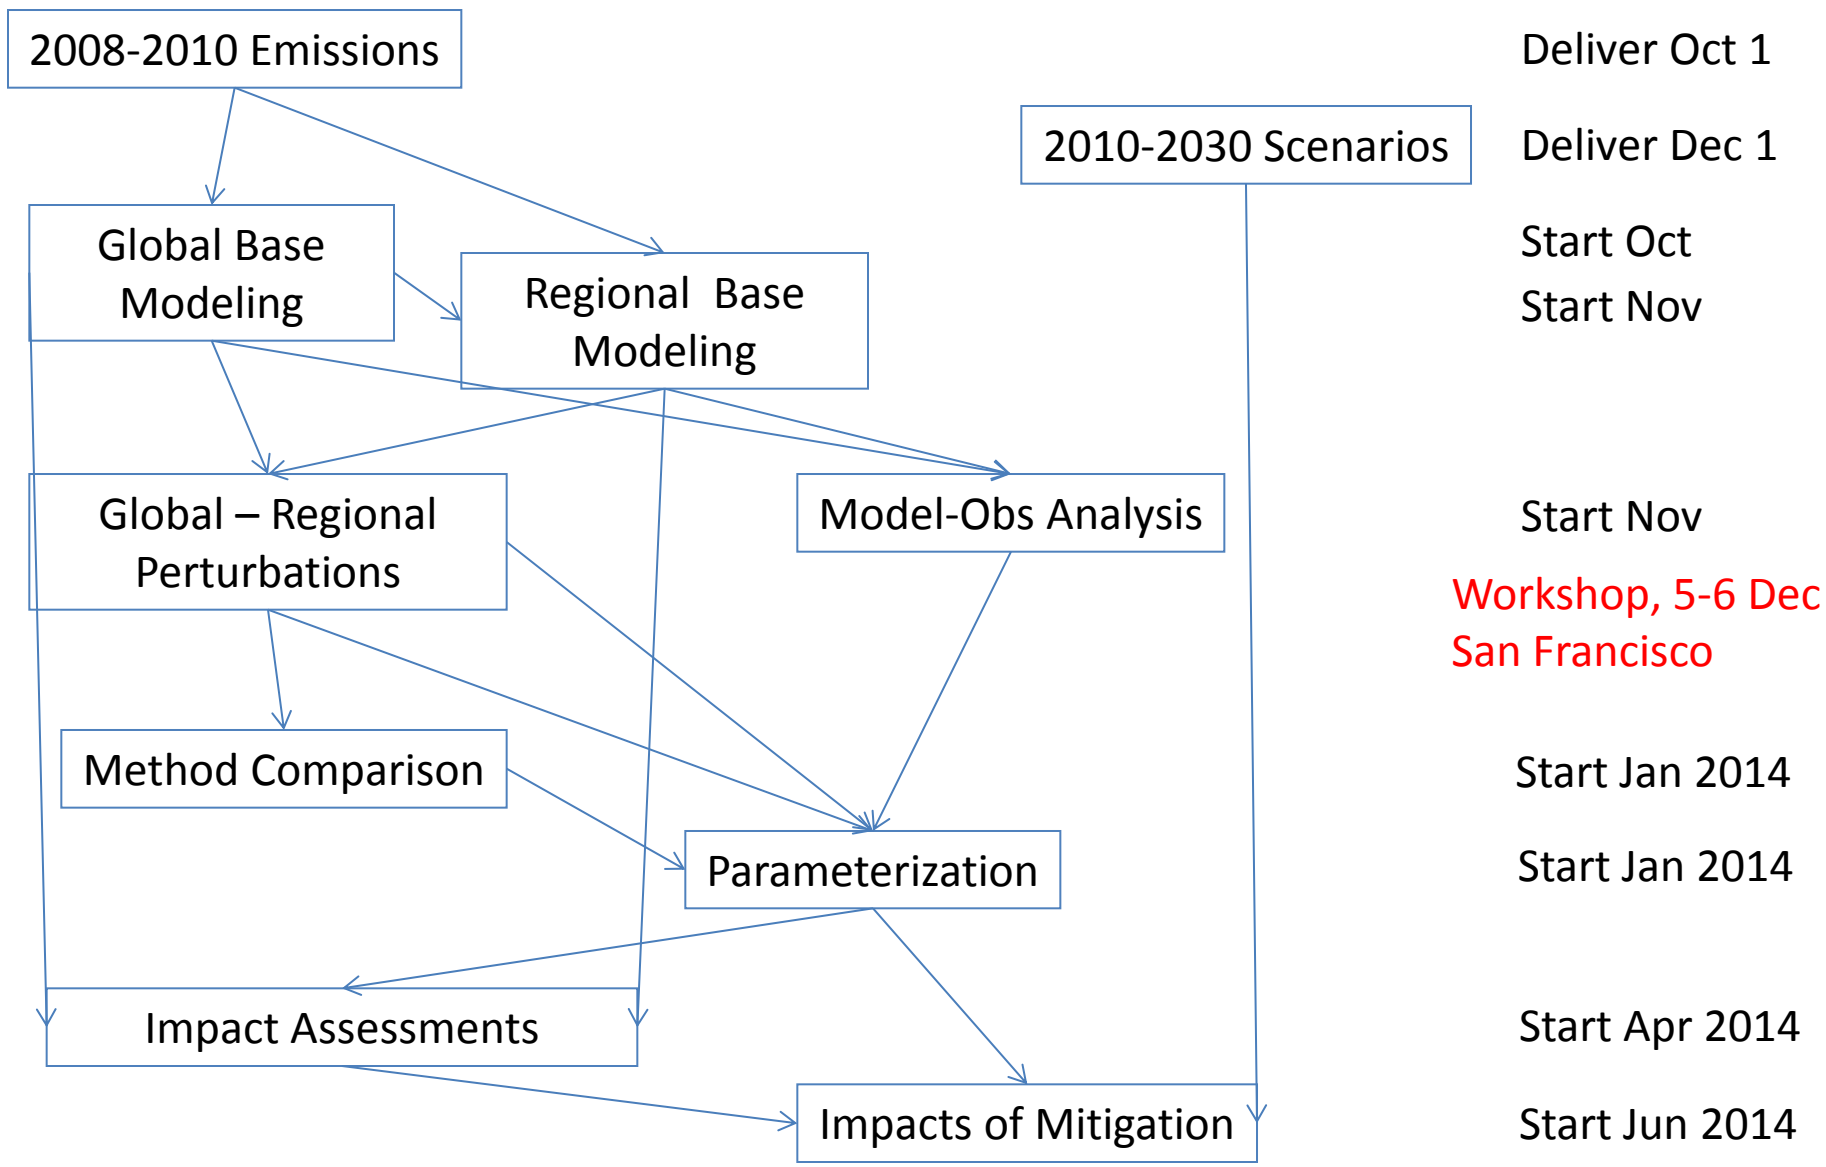 2008-2010 Emissions
Deliver Oct 1
2010-2030 Scenarios
Deliver Dec 1
Global Base
Modeling
Start Oct
Regional  Base
Modeling
Start Nov
Global – Regional
Perturbations
Model-Obs Analysis
Start Nov
Workshop, 5-6 Dec
San Francisco
Method Comparison
Start Jan 2014
Parameterization
Start Jan 2014
Impact Assessments
Start Apr 2014
Impacts of Mitigation
Start Jun 2014